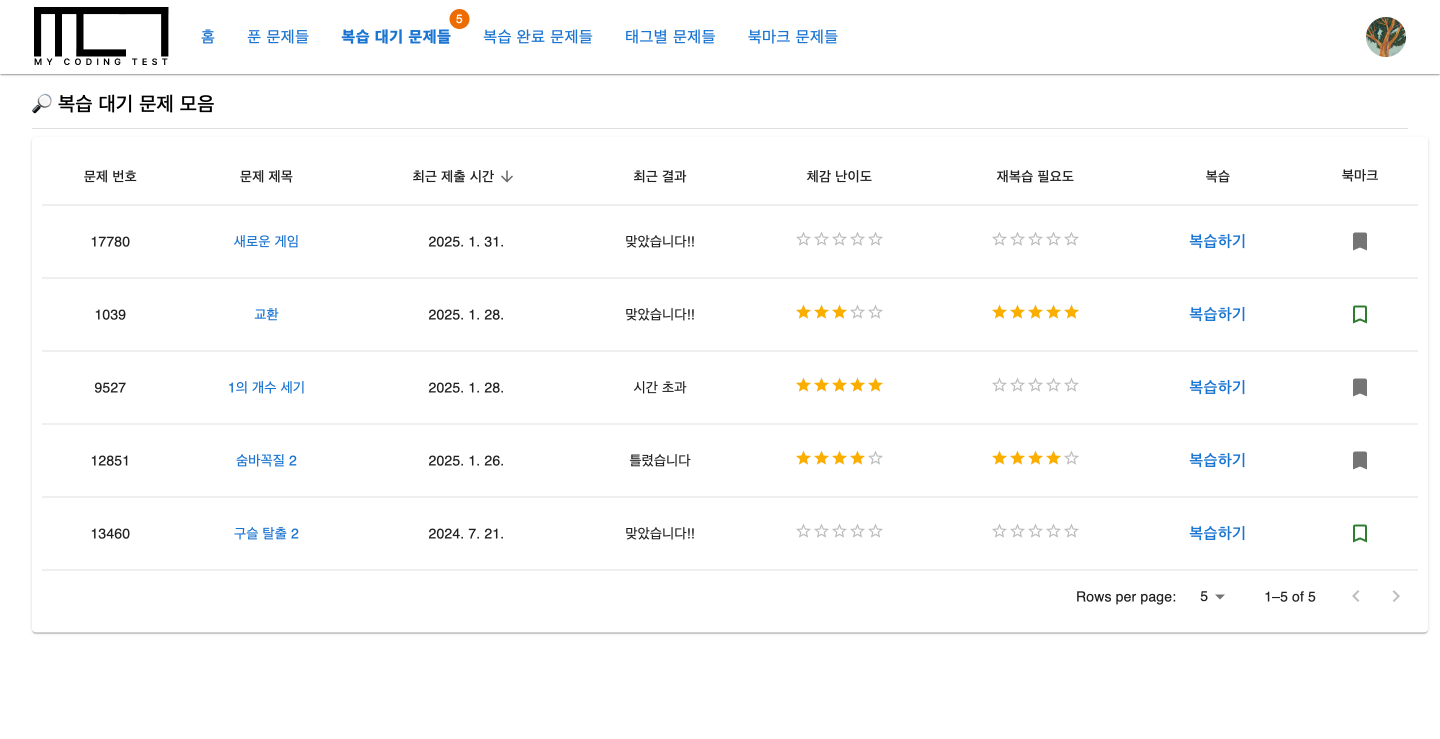 홈 푼 문제들 복습 대기 문제들 5 복습 완료 문제들 태그별 문제들 북마크 문제들
MY CODING TEST
복습 대기 문제 모음
문제 번호 문제 제목 최근 제출 시간 최근 결과 체감 난이도 재복습 필요도 복습 북마크
17780 새로운 게임 2025. 1. 31. 맞았습니다!! 복습하기
1039 교환 2025. 1. 28. 맞았습니다!! 복습하기
9527 1의 개수 세기 2025. 1. 28. 시간 초과 복습하기
12851 숨바꼭질 2 2025. 1. 26. 틀렸습니다 복습하기
13460 구슬 탈출 2 2024. 7. 21. 맞았습니다!! 복습하기
Rows per page: 5 1–5 of 5